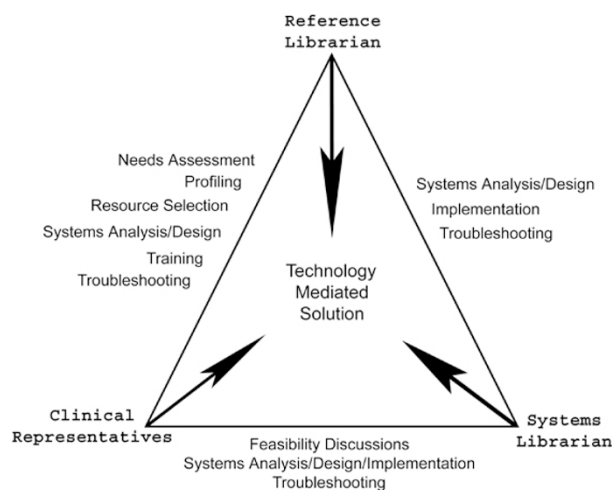 Reference
Librarian
Needs Assessment
Profiling
Resource Selection
Systems Analysis/Design
Training
Troubleshooting
Systems Analysis/Design
Implementation
Troubleshooting
Technology
Mediated
Solution
Clinical
Representatives
Feasibility Discussions
Systems Analysis/Design/Implementation
Troubleshooting
Systems
Librarian